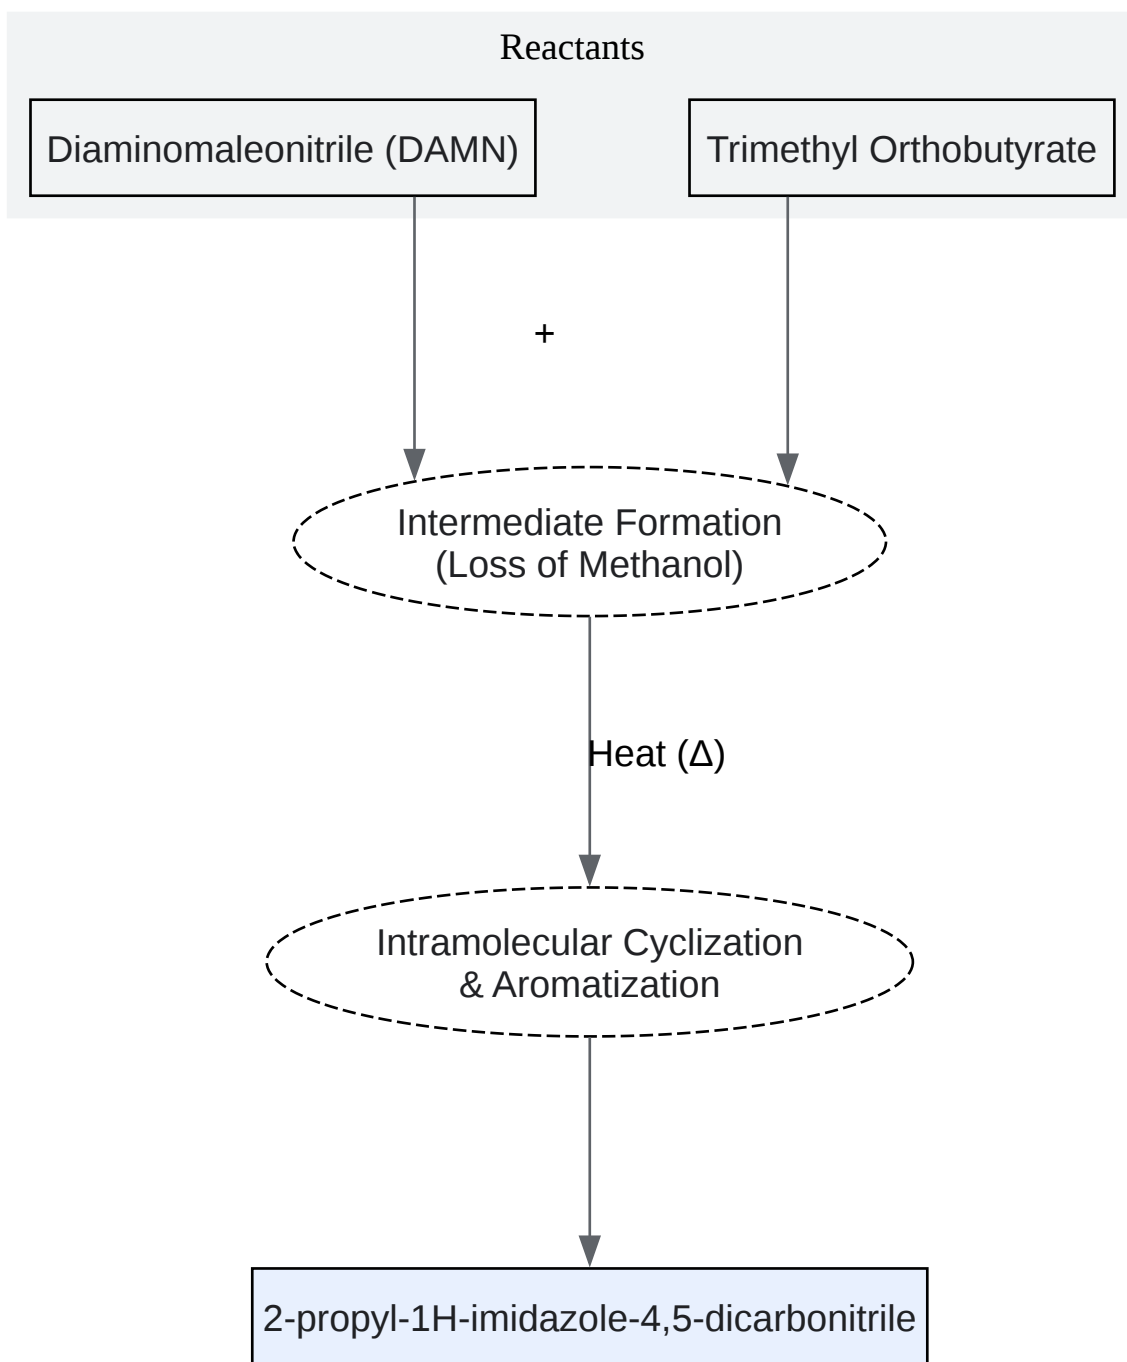 Reactants
Diaminomaleonitrile (DAMN)
Trimethyl Orthobutyrate
+
Intermediate Formation
(Loss of Methanol)
Heat (Δ)
Intramolecular Cyclization
& Aromatization
2-propyl-1H-imidazole-4,5-dicarbonitrile